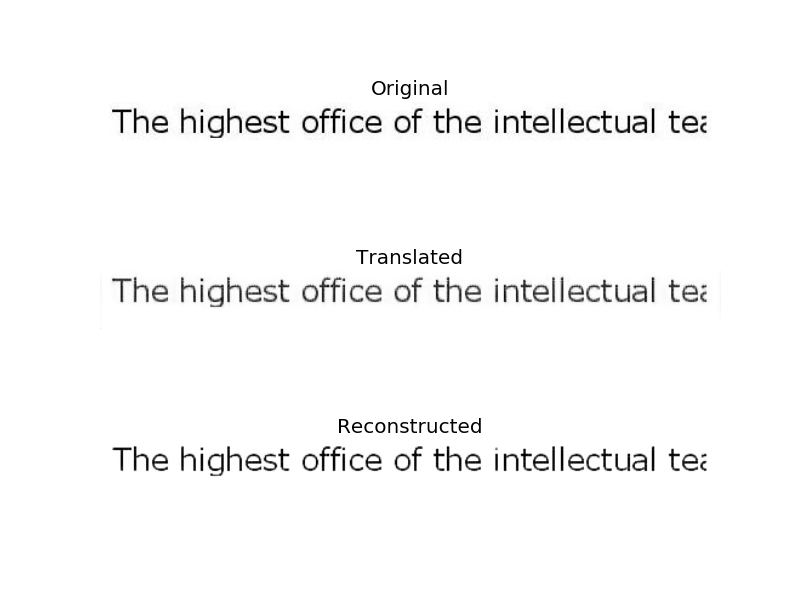 Original
The highest office of the intellectual tea
Translated
The highest office of the intellectual tea
Reconstructed
The highest office of the intellectual tea